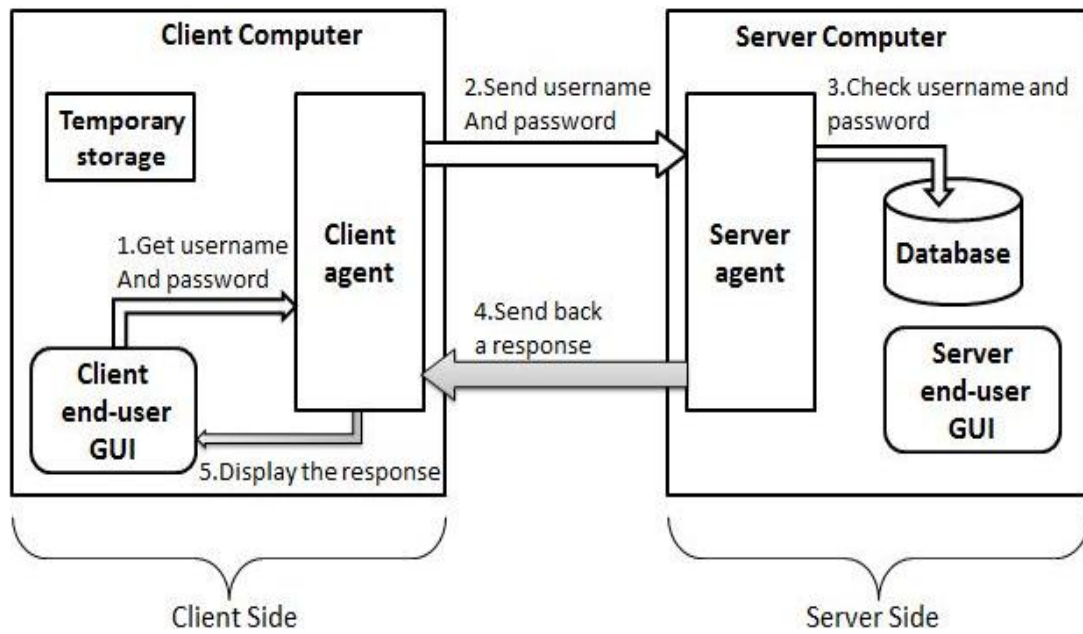 Client Computer
Temporary
storage
Client
agent
1.Get username
And password
Client
end-user
GUI
5.Display the response
2.Send username
And password
4.Send back
a response
Server Computer
3.Check username and
password
Server
agent
Database
Server
end-user
GUI
Client Side
Server Side